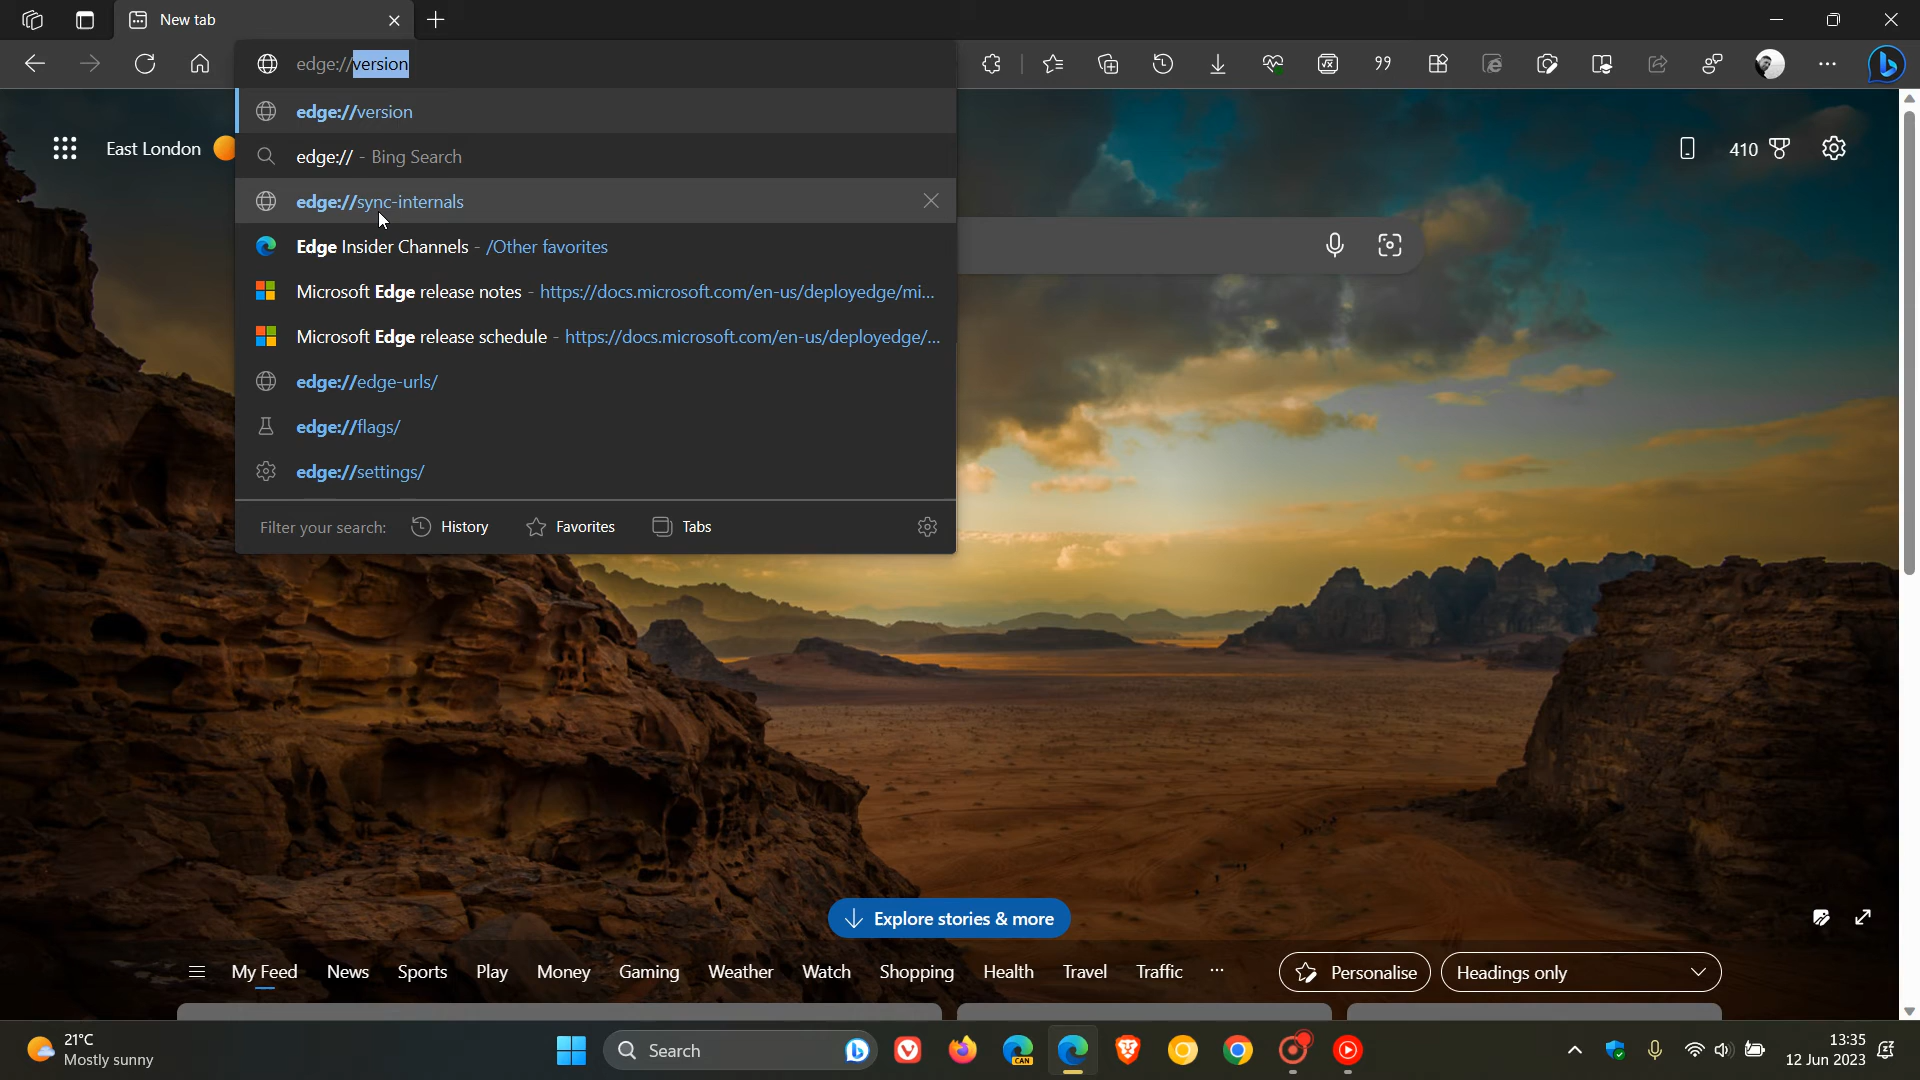 New tab
edge://version
edge://version
edge:// - Bing Search
edge://sync-internals
Edge Insider Channels - /Other favorites
Microsoft Edge release notes - https://docs.microsoft.com/en-us/deployedge/mi...
Microsoft Edge release schedule - https://docs.microsoft.com/en-us/deployedge/...
edge://edge-urls/
edge://flags/
edge://settings/
Filter your search: History Favorites Tabs
East London
410
Explore stories & more
My Feed News Sports Play Money Gaming Weather Watch Shopping Health Travel Traffic ... Personalise Headings only
21°C
Mostly sunny
Search
CAN
13:35
12 Jun 2023